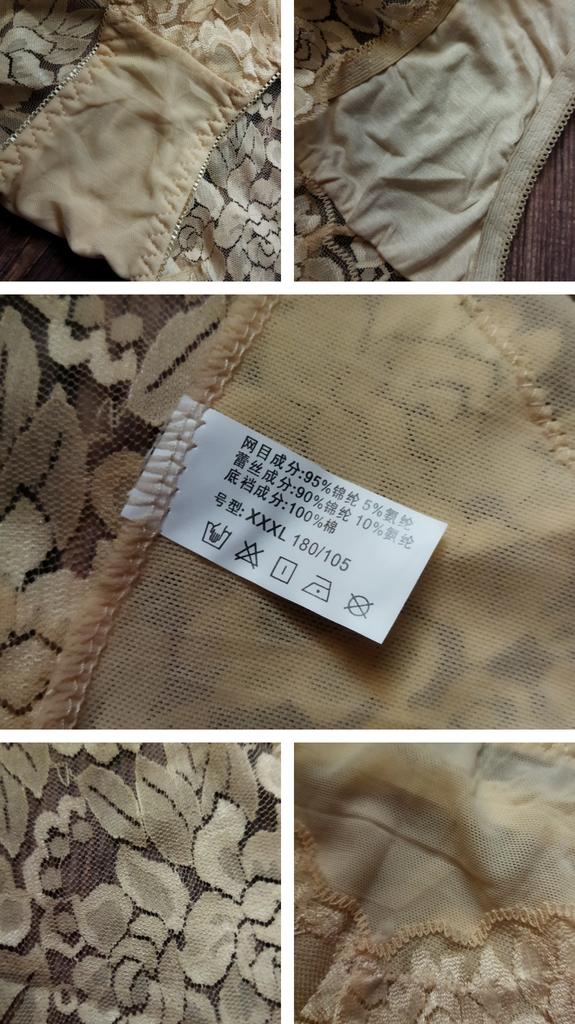 网目成分:95%锦纶 5%氨纶
蕾丝成分:90%锦纶 10%氨纶
底裆成分:100%棉
号型:XXXL 180/105